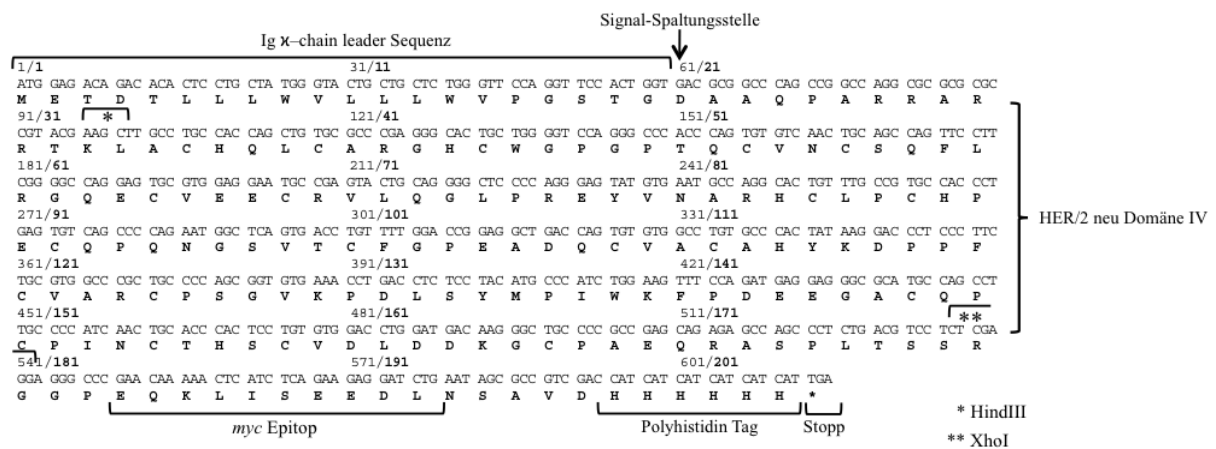 Signal-Spaltungsstelle
Ig ϰ–chain leader Sequenz
1/1 31/11 61/21
ATG GAG ACA GAC ACA CTC CTG CTA TGG GTA CTG CTG CTC TGG GTT CCA GGT TCC ACT GGT GAC GCG GCC CAG CCG GCC AGG CGC GCG CGC
M E T D T L L L W V L L L W V P G S T G D A A Q P A R R A R
91/31 * 121/41 151/51
CGT ACG AAG CTT GCC TGC CAC CAG CTG TGC GCC CGA GGG CAC TGC TGG GGT CCA GGG CCC ACC CAG TGT GTC AAC TGC AGC CAG TTC CTT
R T K L A C H Q L C A R G H C W G P G P T Q C V N C S Q F L
181/61 211/71 241/81
CGG GGC CAG GAG TGC GTG GAG GAA TGC CGA GTA CTG CAG GGG CTC CCC AGG GAG TAT GTG AAT GCC AGG CAC TGT TTG CCG TGC CAC CCT
R G Q E C V E E C R V L Q G L P R E Y V N A R H C L P C H P
271/91 301/101 331/111
HER/2 neu Domäne IV
GAG TGT CAG CCC CAG AAT GGC TCA GTG ACC TGT TTT GGA CCG GAG GCT GAC CAG TGT GTG GCC TGT GCC CAC TAT AAG GAC CCT CCC TTC
E C Q P Q N G S V T C F G P E A D Q C V A C A H Y K D P P F
361/121 391/131 421/141
TGC GTG GCC CGC TGC CCC AGC GGT GTG AAA CCT GAC CTC TCC TAC ATG CCC ATC TGG AAG TTT CCA GAT GAG GAG GGC GCA TGC CAG CCT
C V A R C P S G V K P D L S Y M P I W K F P D E E G A C Q P
451/151 481/161 511/171 **
TGC CCC ATC AAC TGC ACC CAC TCC TGT GTG GAC CTG GAT GAC AAG GGC TGC CCC GCC GAG CAG AGA GCC AGC CCT CTG ACG TCC TCT CGA
C P I N C T H S C V D L D D K G C P A E Q R A S P L T S S R
541/181 571/191 601/201
GGA GGG CCC GAA CAA AAA CTC ATC TCA GAA GAG GAT CTG AAT AGC GCC GTC GAC CAT CAT CAT CAT CAT CAT TGA
G G P E Q K L I S E E D L N S A V D H H H H H H *
myc Epitop Polyhistidin Tag Stopp
* HindIII
** XhoI